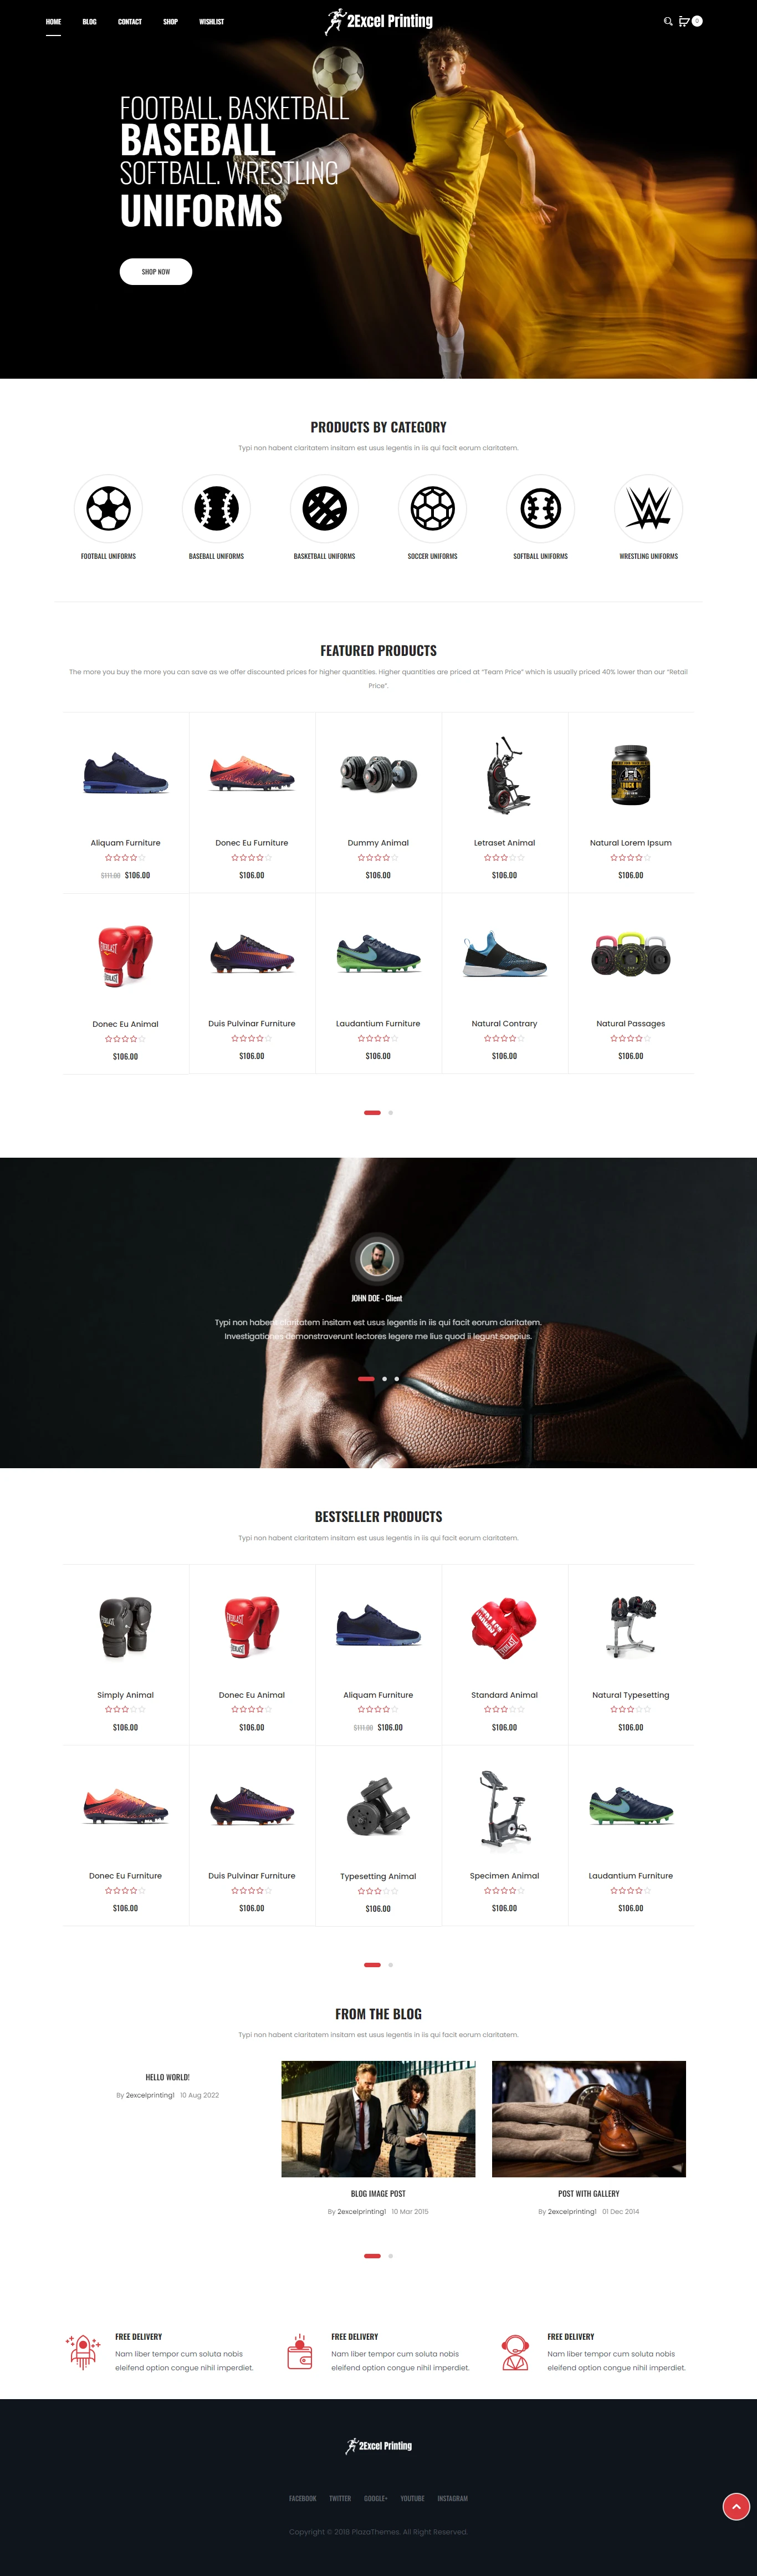 HOME BLOG CONTACT SHOP WISHLIST
2Excel Printing
0
FOOTBALL, BASKETBALL
BASEBALL
SOFTBALL, WRESTLING
UNIFORMS
SHOP NOW
PRODUCTS BY CATEGORY
Typi non habent claritatem insitam est usus legentis in iis qui facit eorum claritatem.
FOOTBALL UNIFORMS BASEBALL UNIFORMS BASKETBALL UNIFORMS SOCCER UNIFORMS SOFTBALL UNIFORMS WRESTLING UNIFORMS
FEATURED PRODUCTS
The more you buy the more you can save as we offer discounted prices for higher quantities. Higher quantities are priced at “Team Price” which is usually priced 40% lower than our “Retail
Price”.
Aliquam Furniture Donec Eu Furniture Dummy Animal Letraset Animal Natural Lorem Ipsum
$111.00 $106.00 $106.00 $106.00 $106.00 $106.00
EVERLAST
Donec Eu Animal Duis Pulvinar Furniture Laudantium Furniture Natural Contrary Natural Passages
$106.00 $106.00 $106.00 $106.00 $106.00
JOHN DOE - Client
Typi non habent claritatem insitam est usus legentis in iis qui facit eorum claritatem.
Investigationes demonstraverunt lectores legere me lius quod ii legunt saepius.
BESTSELLER PRODUCTS
Typi non habent claritatem insitam est usus legentis in iis qui facit eorum claritatem.
EVERLAST EVERLAST EVERLAST
Simply Animal Donec Eu Animal Aliquam Furniture Standard Animal Natural Typesetting
$106.00 $106.00 $111.00 $106.00 $106.00 $106.00
Donec Eu Furniture Duis Pulvinar Furniture Typesetting Animal Specimen Animal Laudantium Furniture
$106.00 $106.00 $106.00 $106.00 $106.00
FROM THE BLOG
Typi non habent claritatem insitam est usus legentis in iis qui facit eorum claritatem.
HELLO WORLD!
By 2excelprinting1 10 Aug 2022
BLOG IMAGE POST POST WITH GALLERY
By 2excelprinting1 10 Mar 2015 By 2excelprinting1 01 Dec 2014
FREE DELIVERY FREE DELIVERY FREE DELIVERY
Nam liber tempor cum soluta nobis Nam liber tempor cum soluta nobis Nam liber tempor cum soluta nobis
eleifend option congue nihil imperdiet. eleifend option congue nihil imperdiet. eleifend option congue nihil imperdiet.
2Excel Printing
FACEBOOK TWITTER GOOGLE+ YOUTUBE INSTAGRAM
Copyright © 2018 PlazaThemes. All Right Reserved.